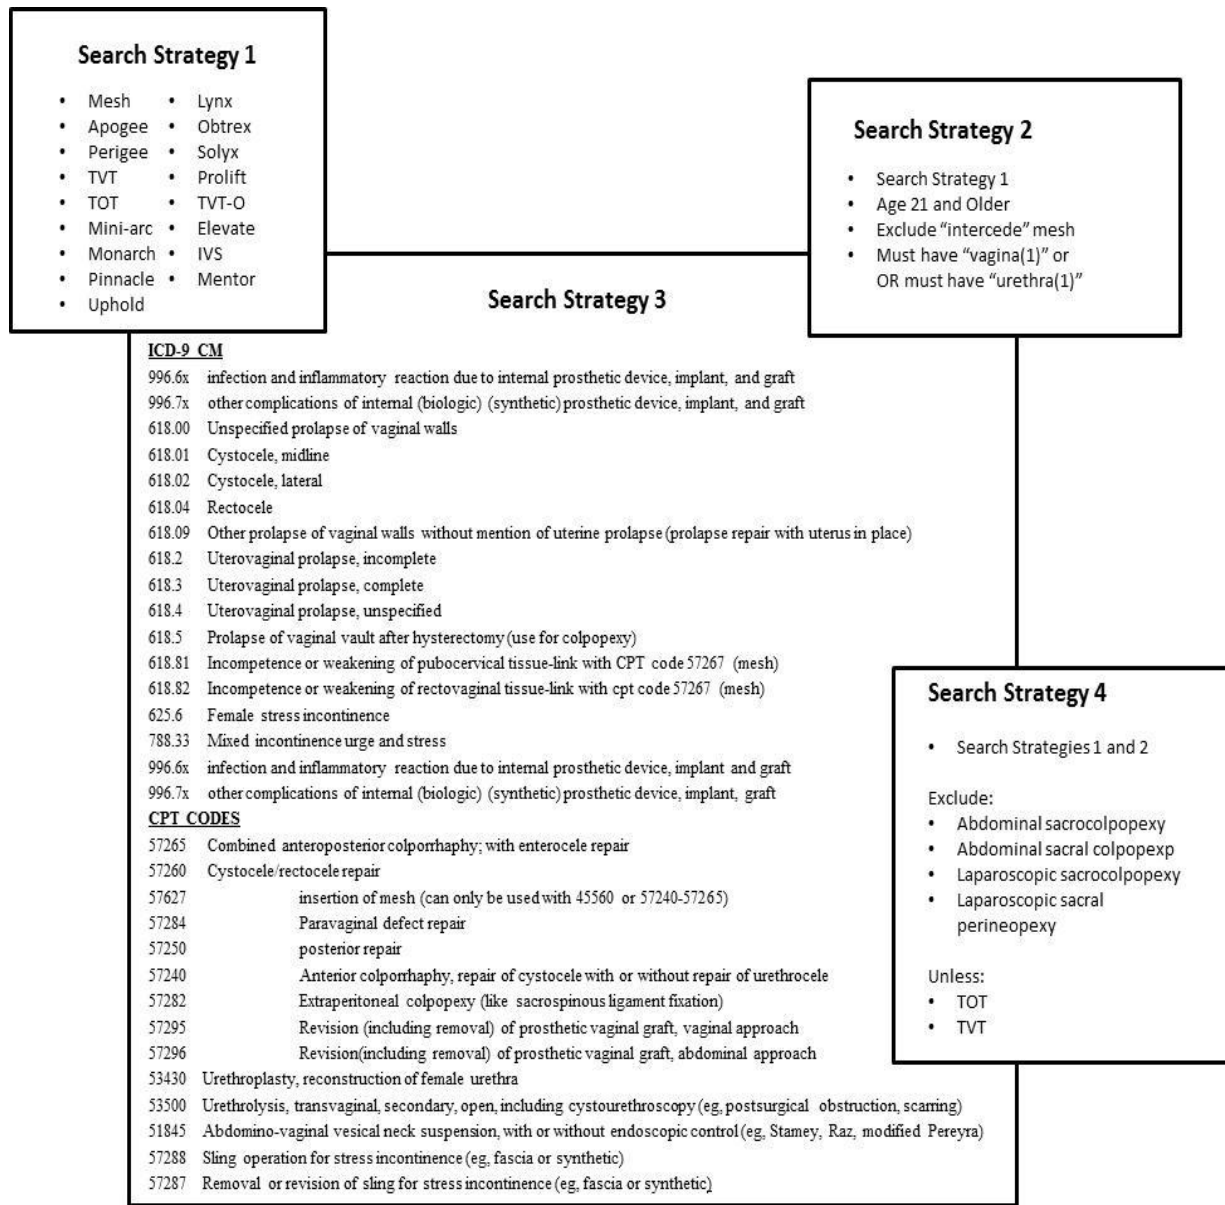 Search Strategy 1
• Mesh • Lynx
• Apogee • Obtrex
• Perigee • Solyx
• TVT • Prolift
• TOT • TVT-O
• Mini-arc • Elevate
• Monarch • IVS
• Pinnacle • Mentor
• Uphold
Search Strategy 2
• Search Strategy 1
• Age 21 and Older
• Exclude “intercede” mesh
• Must have “vagina(1)” or
OR must have “urethra(1)”
Search Strategy 3
ICD-9 CM
996.6x infection and inflammatory reaction due to internal prosthetic device, implant, and graft
996.7x other complications of internal (biologic) (synthetic) prosthetic device, implant, and graft
618.00 Unspecified prolapse of vaginal walls
618.01 Cystocele, midline
618.02 Cystocele, lateral
618.04 Rectocele
618.09 Other prolapse of vaginal walls without mention of uterine prolapse (prolapse repair with uterus in place)
618.2 Uterovaginal prolapse, incomplete
618.3 Uterovaginal prolapse, complete
618.4 Uterovaginal prolapse, unspecified
618.5 Prolapse of vaginal vault after hysterectomy (use for colpopexy)
618.81 Incompetence or weakening of pubocervical tissue-link with CPT code 57267 (mesh)
618.82 Incompetence or weakening of rectovaginal tissue-link with cpt code 57267 (mesh)
625.6 Female stress incontinence
788.33 Mixed incontinence urge and stress
996.6x infection and inflammatory reaction due to internal prosthetic device, implant and graft
996.7x other complications of internal (biologic) (synthetic) prosthetic device, implant, graft
CPT CODES
57265 Combined anteroposterior colporrhaphy; with enterocele repair
57260 Cystocele/rectocele repair
57627 insertion of mesh (can only be used with 45560 or 57240-57265)
57284 Paravaginal defect repair
57250 posterior repair
57240 Anterior colporrhaphy, repair of cystocele with or without repair of urethrocele
57282 Extraperitoneal colpopexy (like sacrospinous ligament fixation)
57295 Revision (including removal) of prosthetic vaginal graft, vaginal approach
57296 Revision(including removal) of prosthetic vaginal graft, abdominal approach
53430 Urethroplasty, reconstruction of female urethra
53500 Urethrolysis, transvaginal, secondary, open, including cystourethroscopy (eg, postsurgical obstruction, scarring)
51845 Abdomino-vaginal vesical neck suspension, with or without endoscopic control (eg, Stamey, Raz, modified Pereyra)
57288 Sling operation for stress incontinence (eg, fascia or synthetic)
57287 Removal or revision of sling for stress incontinence (eg, fascia or synthetic)
Search Strategy 4
• Search Strategies 1 and 2
Exclude:
• Abdominal sacrocolpopexy
• Abdominal sacral colpopexp
• Laparoscopic sacrocolpopexy
• Laparoscopic sacral
perineopexy
Unless:
• TOT
• TVT